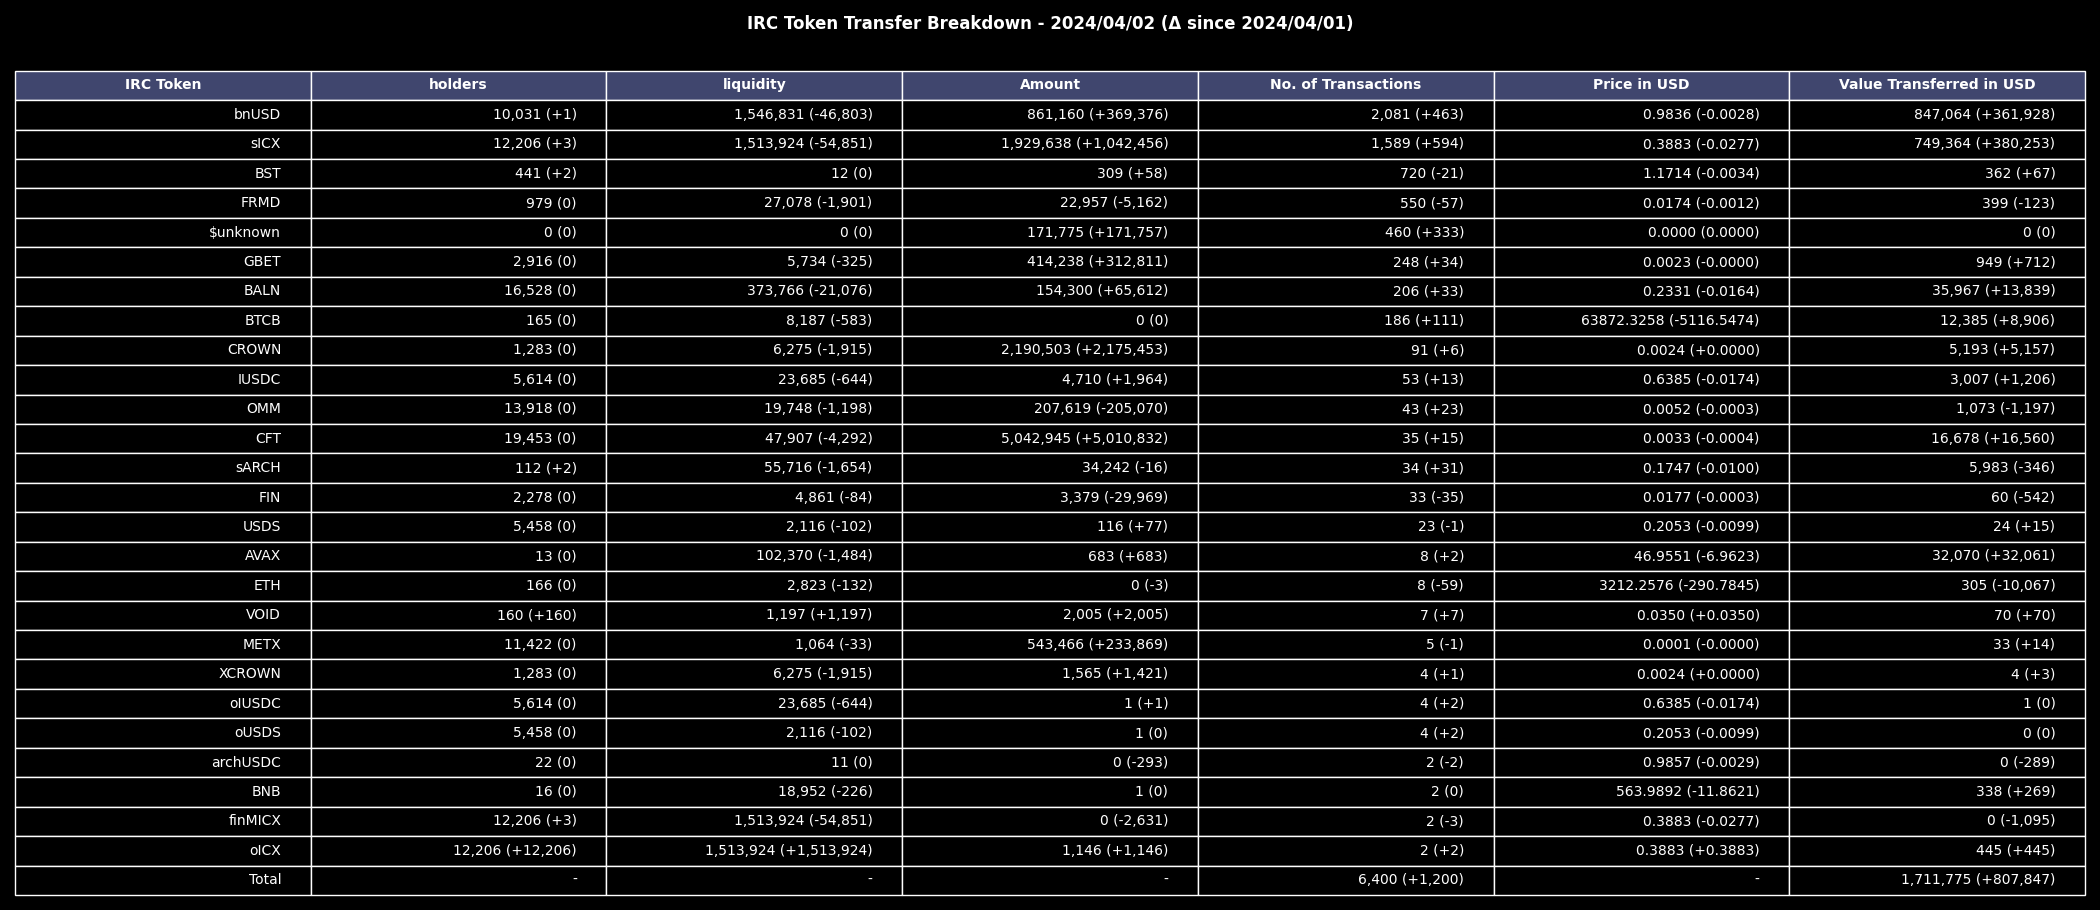 IRC Token Transfer Breakdown - 2024/04/02 (Δ since 2024/04/01)
IRC Token holders liquidity Amount No. of Transactions Price in USD Value Transferred in USD
bnUSD 10,031 (+1) 1,546,831 (-46,803) 861,160 (+369,376) 2,081 (+463) 0.9836 (-0.0028) 847,064 (+361,928)
sICX 12,206 (+3) 1,513,924 (-54,851) 1,929,638 (+1,042,456) 1,589 (+594) 0.3883 (-0.0277) 749,364 (+380,253)
BST 441 (+2) 12 (0) 309 (+58) 720 (-21) 1.1714 (-0.0034) 362 (+67)
FRMD 979 (0) 27,078 (-1,901) 22,957 (-5,162) 550 (-57) 0.0174 (-0.0012) 399 (-123)
$unknown 0 (0) 0 (0) 171,775 (+171,757) 460 (+333) 0.0000 (0.0000) 0 (0)
GBET 2,916 (0) 5,734 (-325) 414,238 (+312,811) 248 (+34) 0.0023 (-0.0000) 949 (+712)
BALN 16,528 (0) 373,766 (-21,076) 154,300 (+65,612) 206 (+33) 0.2331 (-0.0164) 35,967 (+13,839)
BTCB 165 (0) 8,187 (-583) 0 (0) 186 (+111) 63872.3258 (-5116.5474) 12,385 (+8,906)
CROWN 1,283 (0) 6,275 (-1,915) 2,190,503 (+2,175,453) 91 (+6) 0.0024 (+0.0000) 5,193 (+5,157)
IUSDC 5,614 (0) 23,685 (-644) 4,710 (+1,964) 53 (+13) 0.6385 (-0.0174) 3,007 (+1,206)
OMM 13,918 (0) 19,748 (-1,198) 207,619 (-205,070) 43 (+23) 0.0052 (-0.0003) 1,073 (-1,197)
CFT 19,453 (0) 47,907 (-4,292) 5,042,945 (+5,010,832) 35 (+15) 0.0033 (-0.0004) 16,678 (+16,560)
sARCH 112 (+2) 55,716 (-1,654) 34,242 (-16) 34 (+31) 0.1747 (-0.0100) 5,983 (-346)
FIN 2,278 (0) 4,861 (-84) 3,379 (-29,969) 33 (-35) 0.0177 (-0.0003) 60 (-542)
USDS 5,458 (0) 2,116 (-102) 116 (+77) 23 (-1) 0.2053 (-0.0099) 24 (+15)
AVAX 13 (0) 102,370 (-1,484) 683 (+683) 8 (+2) 46.9551 (-6.9623) 32,070 (+32,061)
ETH 166 (0) 2,823 (-132) 0 (-3) 8 (-59) 3212.2576 (-290.7845) 305 (-10,067)
VOID 160 (+160) 1,197 (+1,197) 2,005 (+2,005) 7 (+7) 0.0350 (+0.0350) 70 (+70)
METX 11,422 (0) 1,064 (-33) 543,466 (+233,869) 5 (-1) 0.0001 (-0.0000) 33 (+14)
XCROWN 1,283 (0) 6,275 (-1,915) 1,565 (+1,421) 4 (+1) 0.0024 (+0.0000) 4 (+3)
oIUSDC 5,614 (0) 23,685 (-644) 1 (+1) 4 (+2) 0.6385 (-0.0174) 1 (0)
oUSDS 5,458 (0) 2,116 (-102) 1 (0) 4 (+2) 0.2053 (-0.0099) 0 (0)
archUSDC 22 (0) 11 (0) 0 (-293) 2 (-2) 0.9857 (-0.0029) 0 (-289)
BNB 16 (0) 18,952 (-226) 1 (0) 2 (0) 563.9892 (-11.8621) 338 (+269)
finMICX 12,206 (+3) 1,513,924 (-54,851) 0 (-2,631) 2 (-3) 0.3883 (-0.0277) 0 (-1,095)
oICX 12,206 (+12,206) 1,513,924 (+1,513,924) 1,146 (+1,146) 2 (+2) 0.3883 (+0.3883) 445 (+445)
Total - - - 6,400 (+1,200) - 1,711,775 (+807,847)